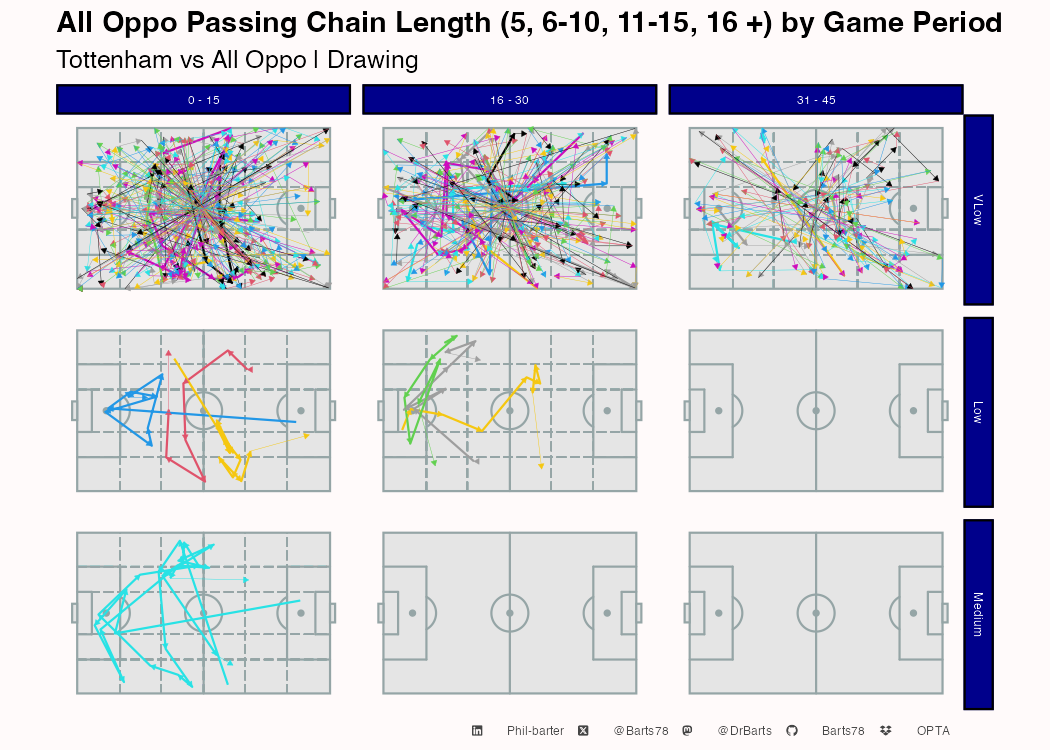 All Oppo Passing Chain Length (5, 6-10, 11-15, 16 +) by Game Period
Tottenham vs All Oppo | Drawing
0 - 15 16 - 30 31 - 45
VLow
Low
Medium
Phil-barter @Barts78 @DrBarts Barts78 OPTA